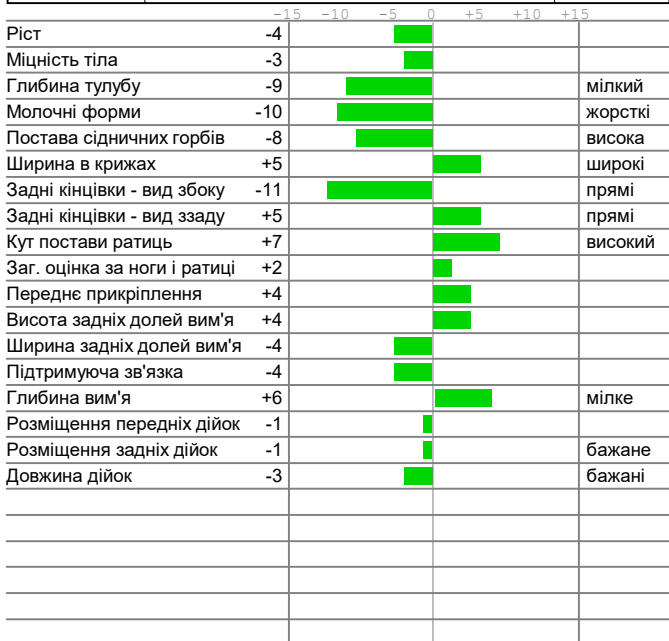 -15 -10 -5 0 +5 +10 +15
Ріст -4
Міцність тіла -3
Глибина тулубу -9 мілкий
Молочні форми -10 жорсткі
Постава сідничних горбів -8 висока
Ширина в крижах +5 широкі
Задні кінцівки - вид збоку -11 прямі
Задні кінцівки - вид ззаду +5 прямі
Кут постави ратиць +7 високий
Заг. оцінка за ноги і ратиці +2
Переднє прикріплення +4
Висота задніх долей вим'я +4
Ширина задніх долей вим'я -4
Підтримуюча зв'язка -4
Глибина вим'я +6 мілке
Розміщення передніх дійок -1
Розміщення задніх дійок -1 бажане
Довжина дійок -3 бажані